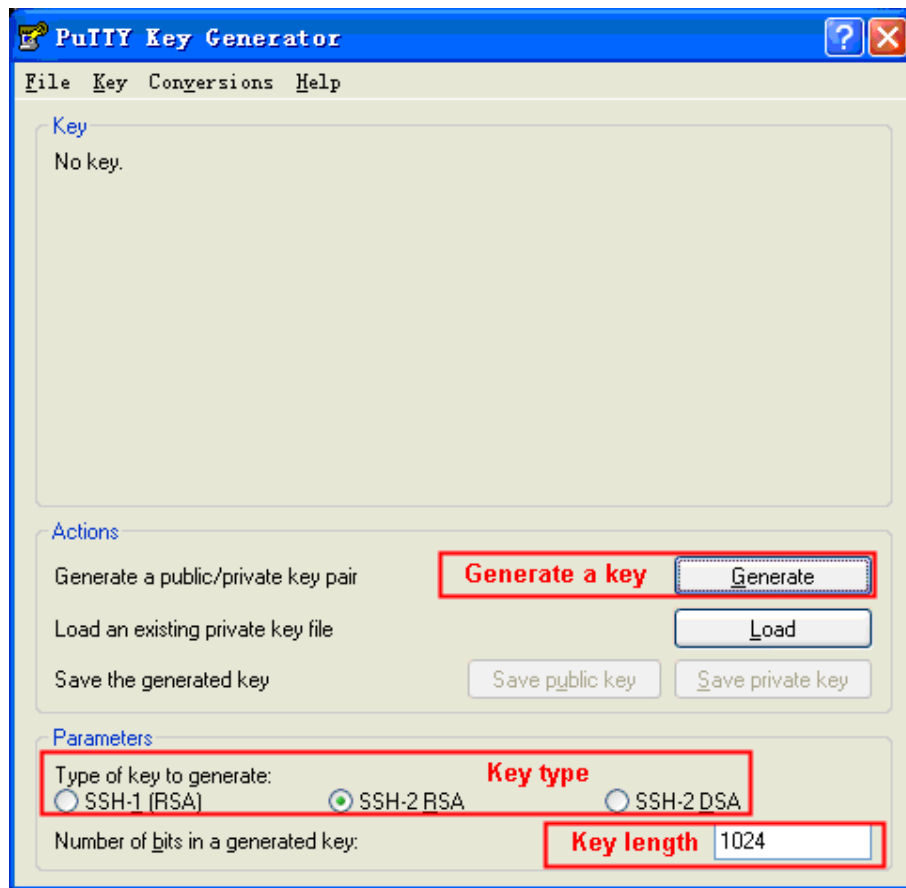 PuTTY Key Generator
File Key Conversions Help
Key
No key.
Actions
Generate a public/private key pair Generate a key Generate
Load an existing private key file Load
Save the generated key Save public key Save private key
Parameters
Type of key to generate: Key type
SSH-1 (RSA) SSH-2 RSA SSH-2 DSA
Number of bits in a generated key: Key length 1024